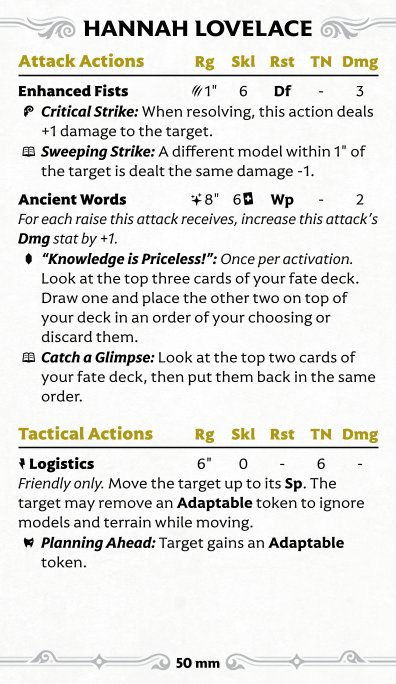 HANNAH LOVELACE
Attack Actions Rg Skl Rst TN Dmg
Enhanced Fists 1" 6 Df - 3
Critical Strike: When resolving, this action deals
+1 damage to the target.
Sweeping Strike: A different model within 1" of
the target is dealt the same damage -1.
Ancient Words 8" 6 Wp - 2
For each raise this attack receives, increase this attack's
Dmg stat by +1.
"Knowledge is Priceless!": Once per activation.
Look at the top three cards of your fate deck.
Draw one and place the other two on top of
your deck in an order of your choosing or
discard them.
Catch a Glimpse: Look at the top two cards of
your fate deck, then put them back in the same
order.
Tactical Actions Rg Skl Rst TN Dmg
Logistics 6" 0 - 6 -
Friendly only. Move the target up to its Sp. The
target may remove an Adaptable token to ignore
models and terrain while moving.
Planning Ahead: Target gains an Adaptable
token.
50 mm